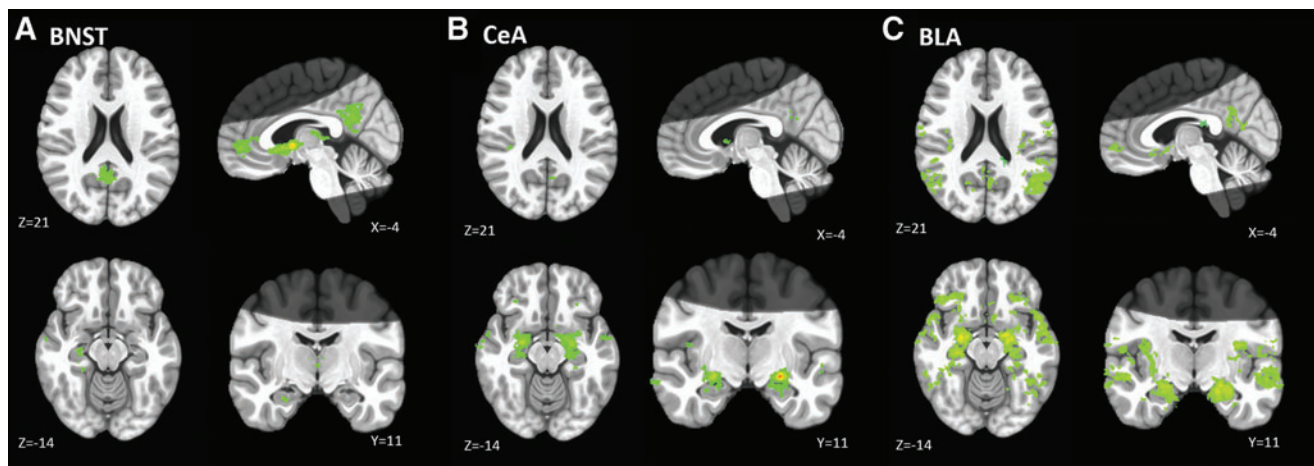 A BNST
B CeA
C BLA
Z=21
X=-4
Z=21
X=-4
Z=21
X=-4
Z=-14
Y=11
Z=-14
Y=11
Z=-14
Y=11